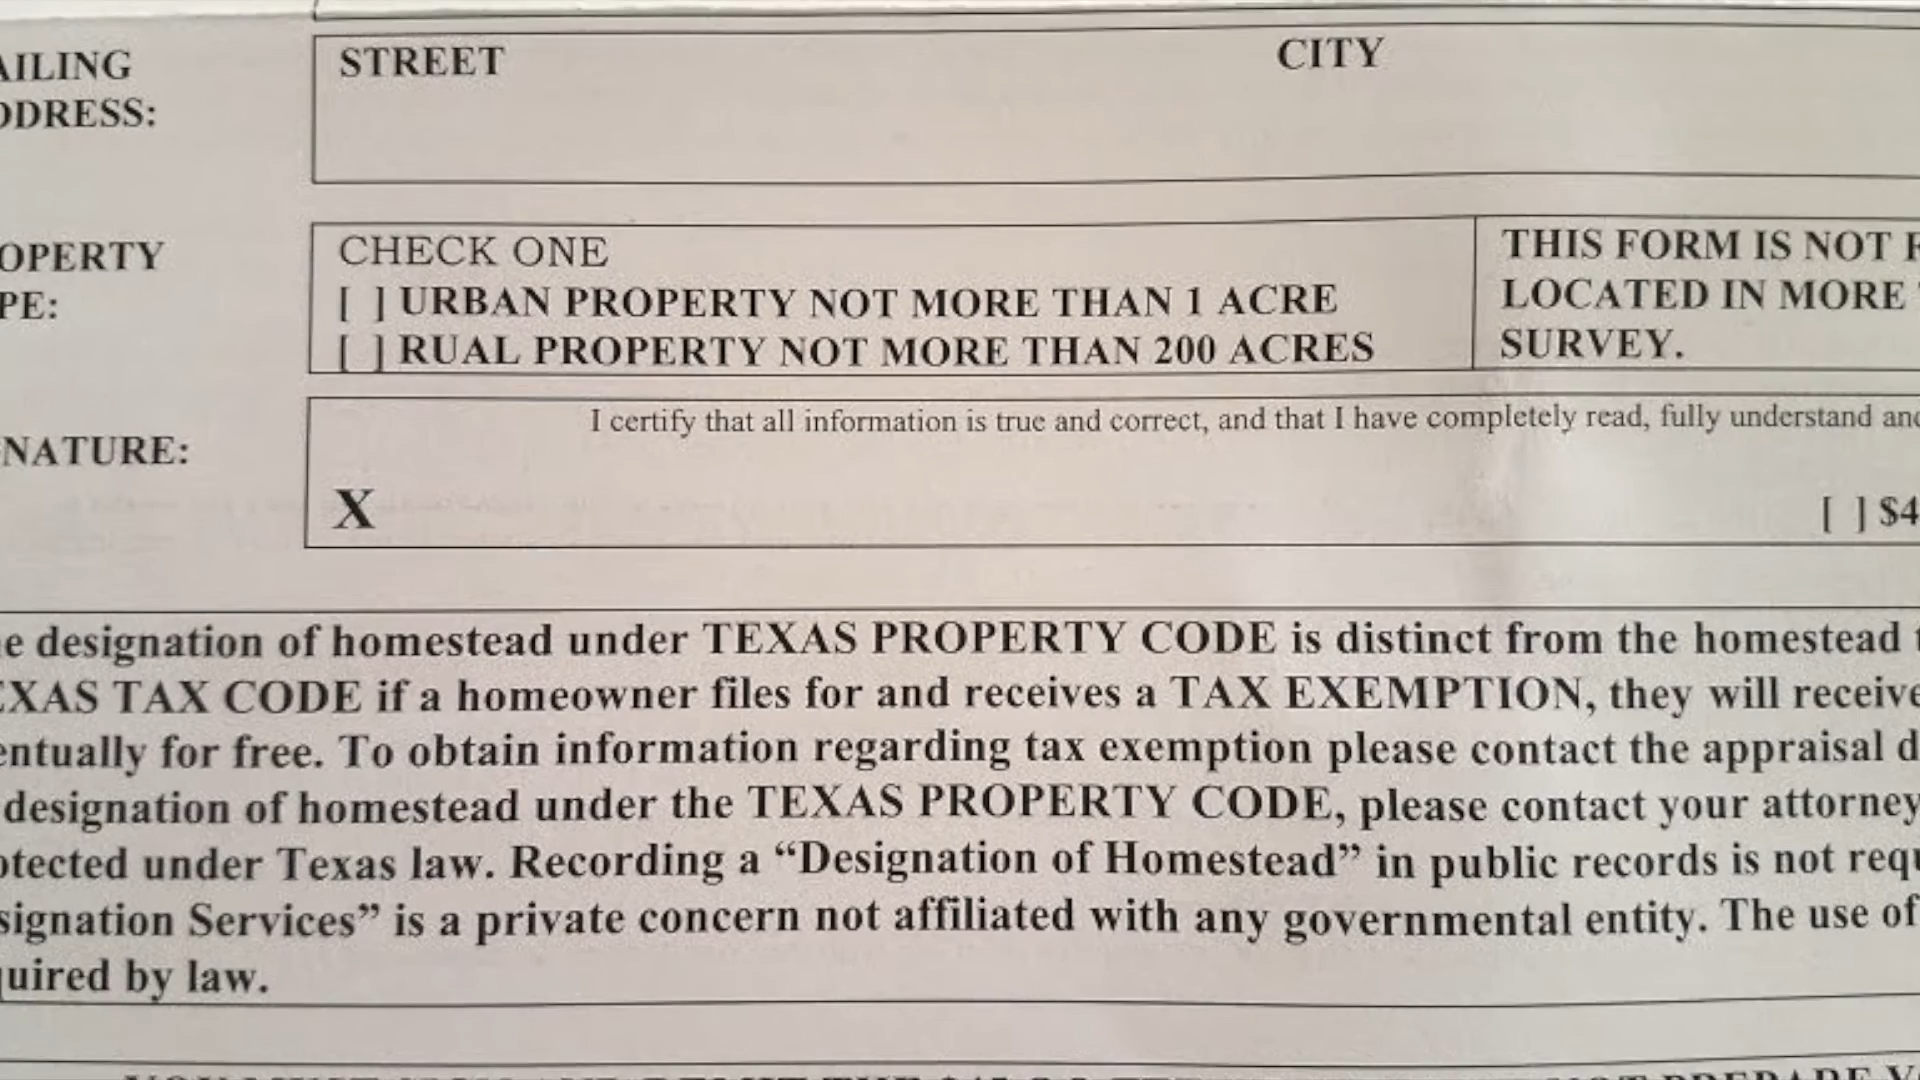 AILING
DDRESS:
STREET CITY
OPERTY
PE:
CHECK ONE
[ ] URBAN PROPERTY NOT MORE THAN 1 ACRE
[ ] RUAL PROPERTY NOT MORE THAN 200 ACRES
THIS FORM IS NOT F
LOCATED IN MORE
SURVEY.
NATURE:
I certify that all information is true and correct, and that I have completely read, fully understand and
X [ ] $4
e designation of homestead under TEXAS PROPERTY CODE is distinct from the homestead t
EXAS TAX CODE if a homeowner files for and receives a TAX EXEMPTION, they will receive
entually for free. To obtain information regarding tax exemption please contact the appraisal d
designation of homestead under the TEXAS PROPERTY CODE, please contact your attorney
otected under Texas law. Recording a “Designation of Homestead” in public records is not requ
signation Services” is a private concern not affiliated with any governmental entity. The use of
quired by law.